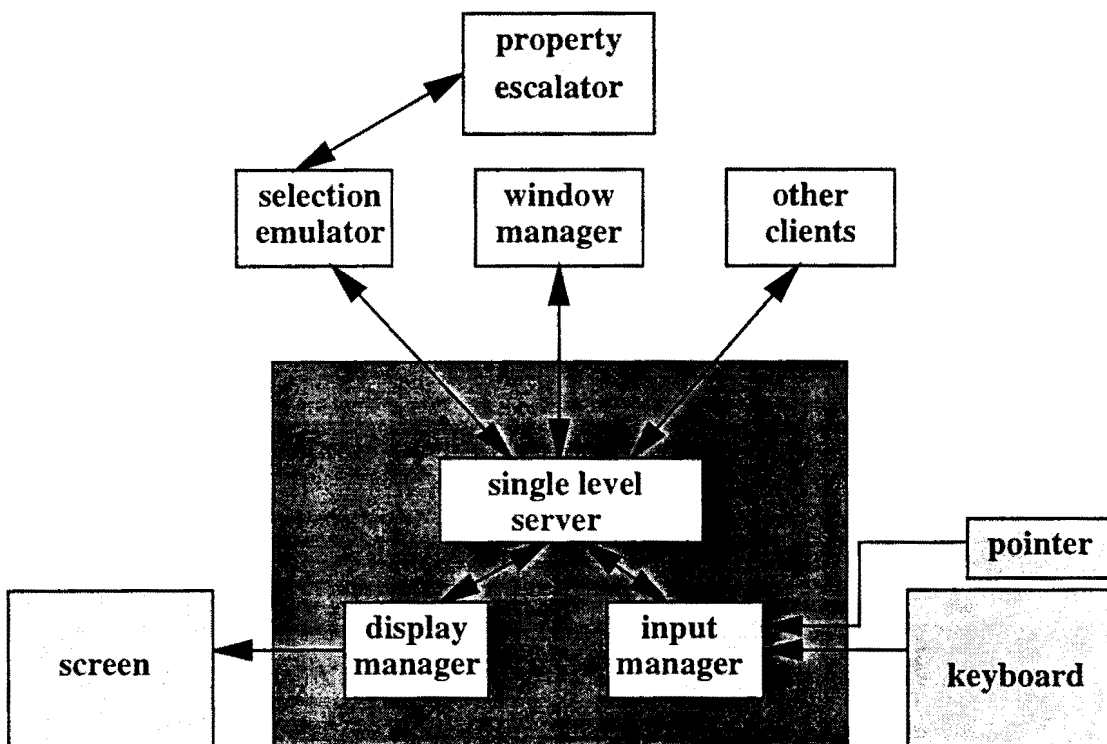 property
escalator
selection
emulator
window
manager
other
clients
single level
server
pointer
display
manager
input
manager
screen
keyboard